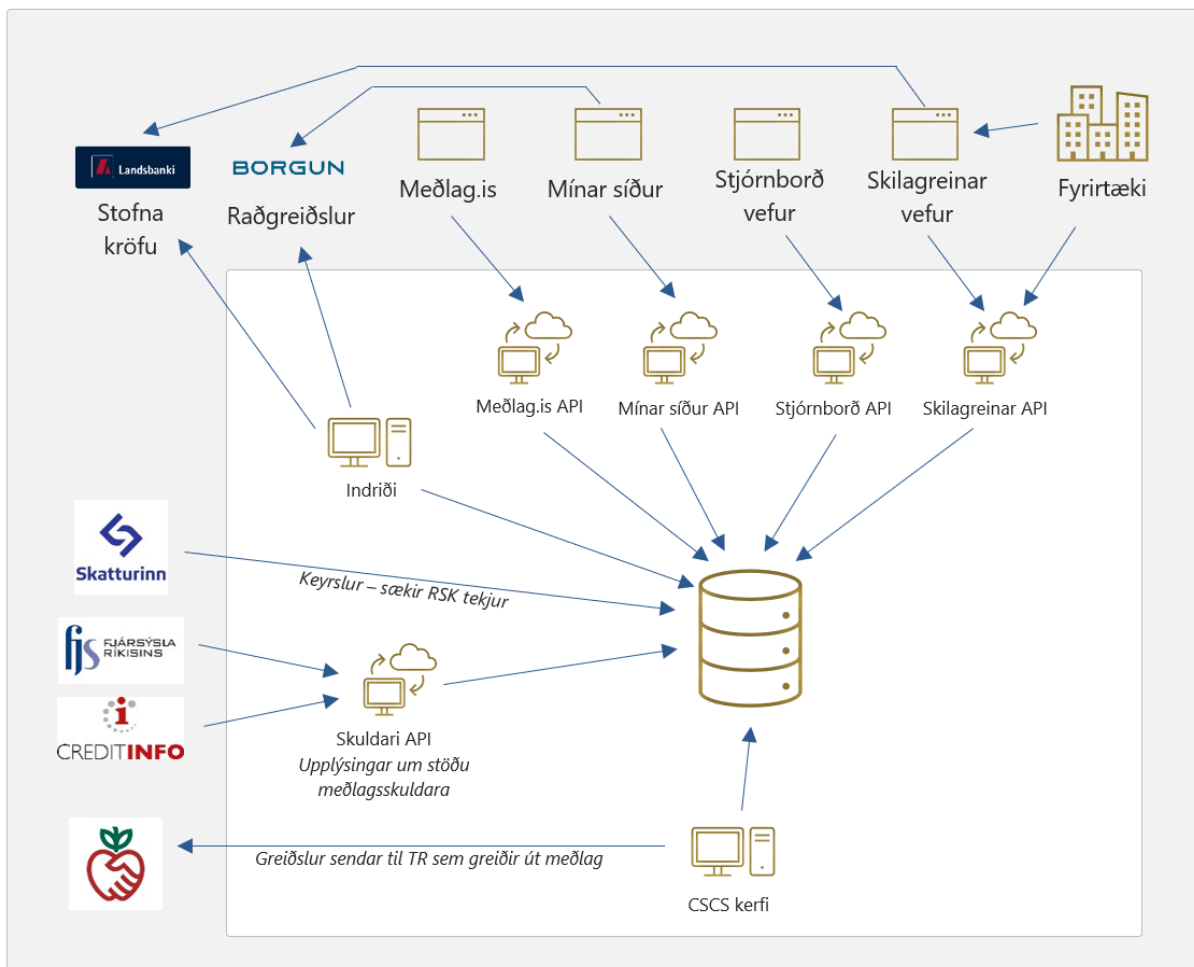 Landsbanki
Stofna
kröfu
BORGUN
Raðgreiðslur
Meðlag.is
Mínar síður
Stjórnborð
vefur
Skilagreinar
vefur
Fyrirtæki
Meðlag.is API
Mínar síður API
Stjórnborð API
Skilagreinar API
Indriði
Skatturinn
Keyrslur – sækir RSK tekjur
fjs FJÁRSÝSLA
RÍKISINS
CREDITINFO
Skuldari API
Upplýsingar um stöðu
meðlagsskuldara
Greiðslur sendar til TR sem greiðir út meðlag
CSCS kerfi